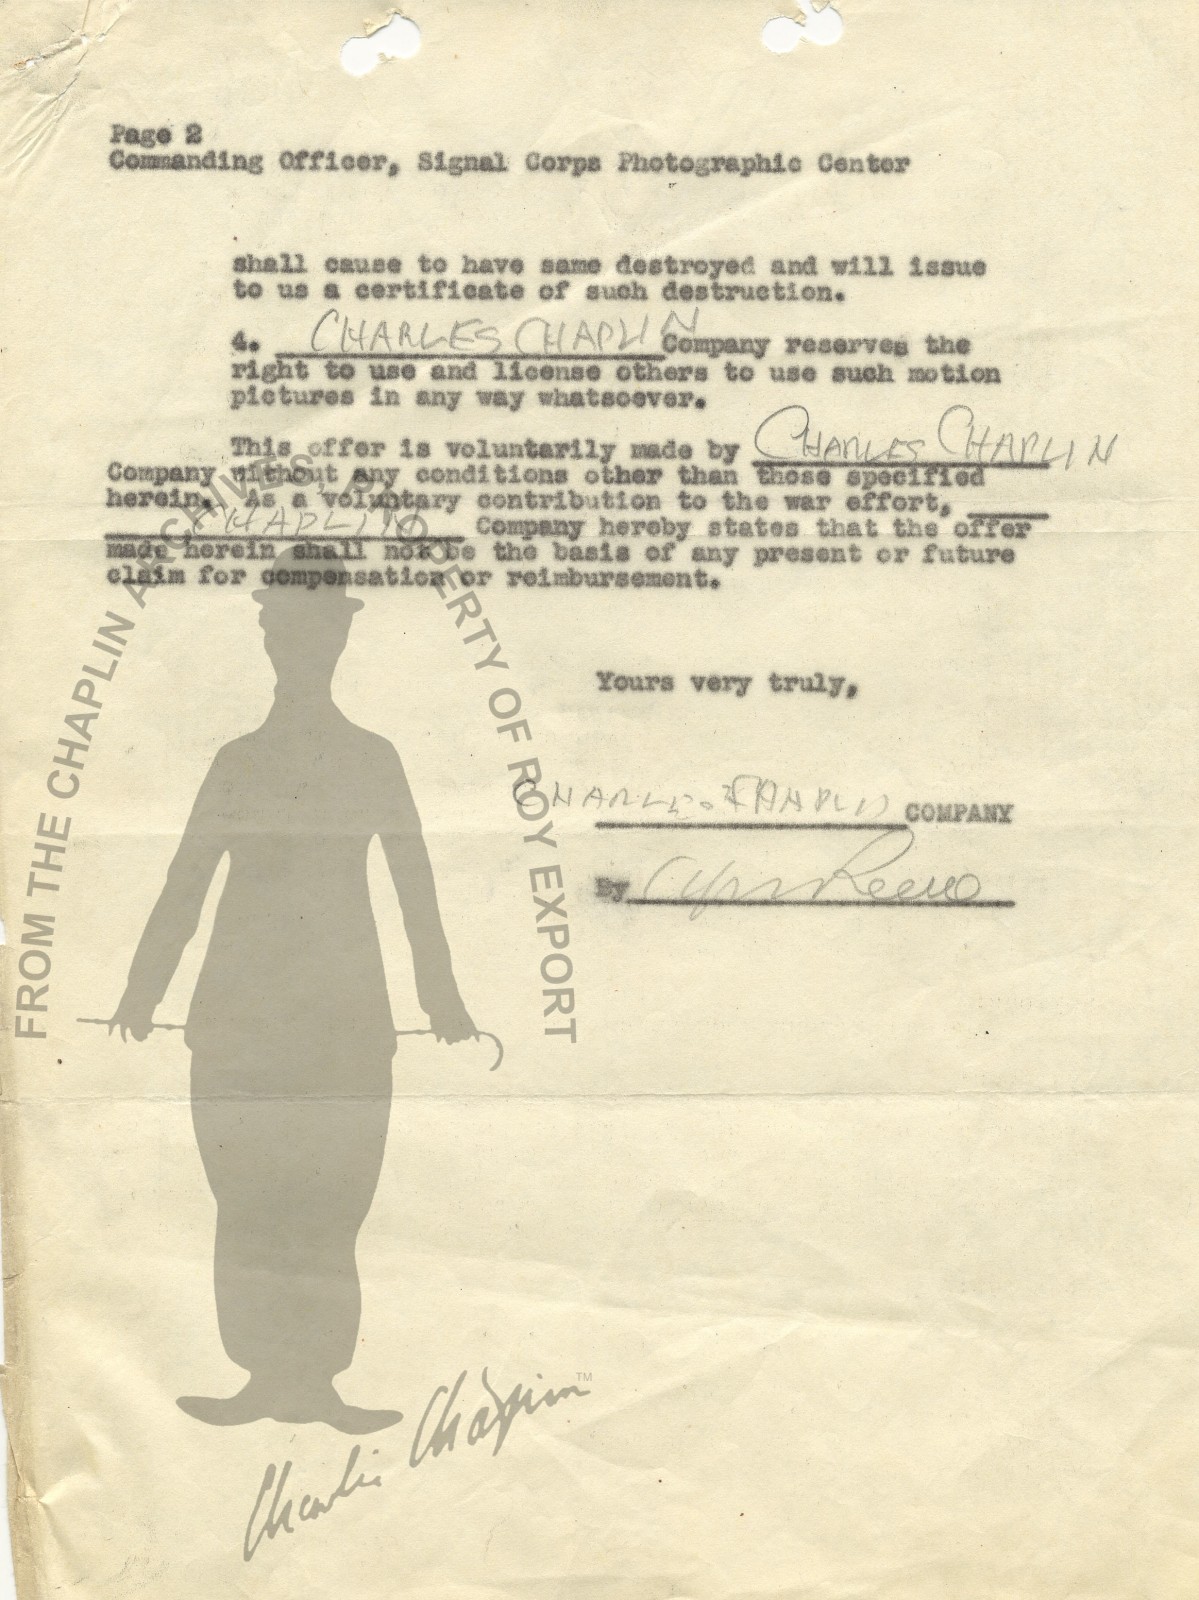 Page 2
Commanding Officer, Signal Corps Photographic Center
shall cause to have same destroyed and will issue
to us a certificate of such destruction.
4. CHARLES CHAPLIN Company reserves the
right to use and license others to use such motion
pictures in any way whatsoever.
This offer is voluntarily made by CHARLES CHAPLIN
Company without any conditions other than those specified
herein. As a voluntary contribution to the war effort,
CHAPLIN Company hereby states that the offer
made herein shall not be the basis of any present or future
claim for compensation or reimbursement.
Yours very truly,
CHARLES CHAPLIN COMPANY
By
FROM THE CHAPLIN ARCHIVES, PROPERTY OF ROY EXPORT
Charlie Chaplin™